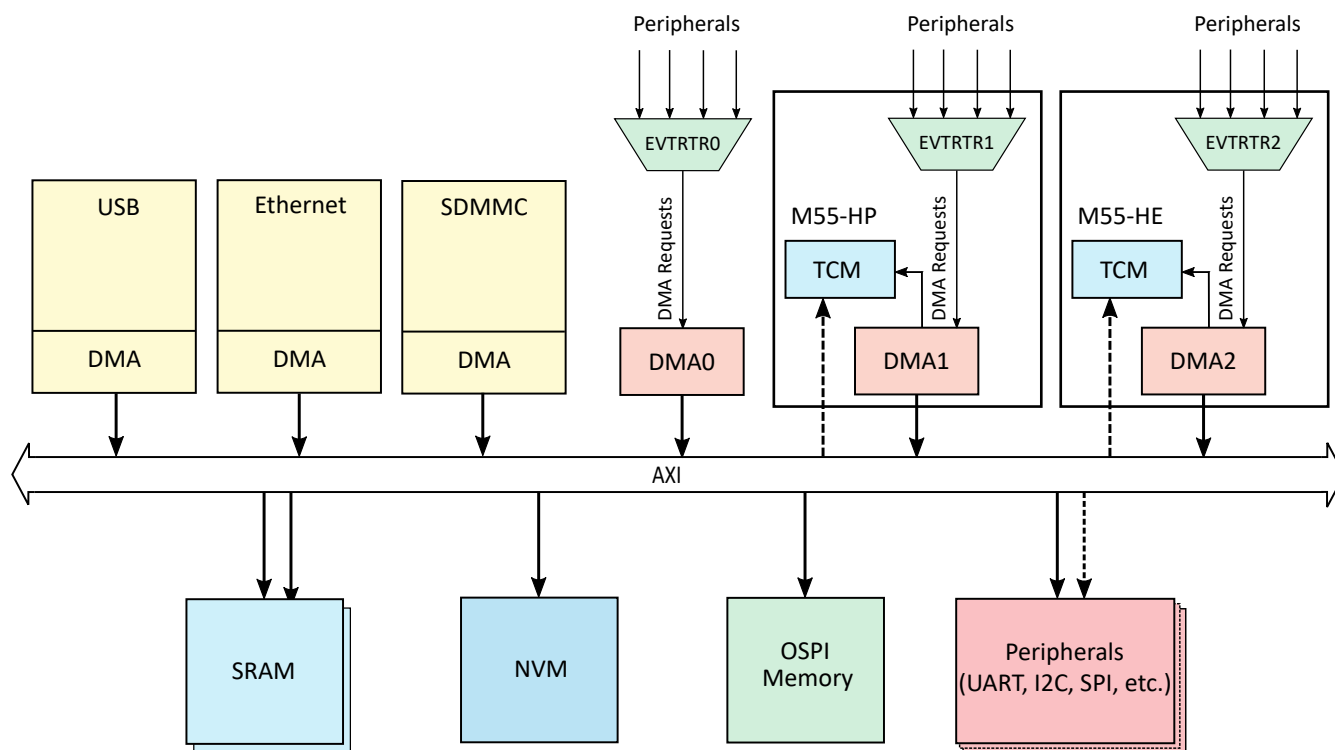 Peripherals
Peripherals
Peripherals
EVTRTR0
EVTRTR1
EVTRTR2
USB
Ethernet
SDMMC
DMA Requests
M55-HP
DMA Requests
M55-HE
DMA Requests
TCM
TCM
DMA
DMA
DMA
DMA0
DMA1
DMA2
AXI
SRAM
NVM
OSPI
Memory
Peripherals
(UART, I2C, SPI, etc.)